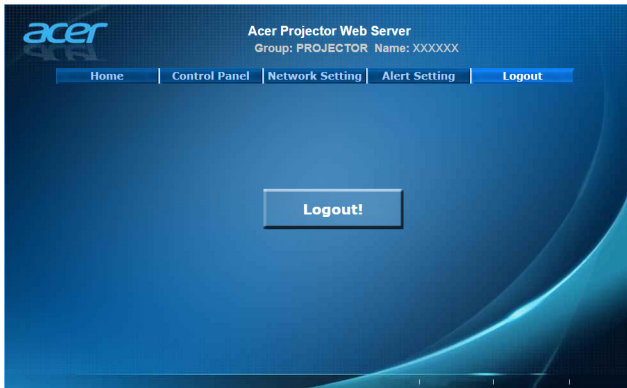 acer
Acer Projector Web Server
Group: PROJECTOR Name: XXXXXX
Home Control Panel Network Setting Alert Setting Logout
Logout!